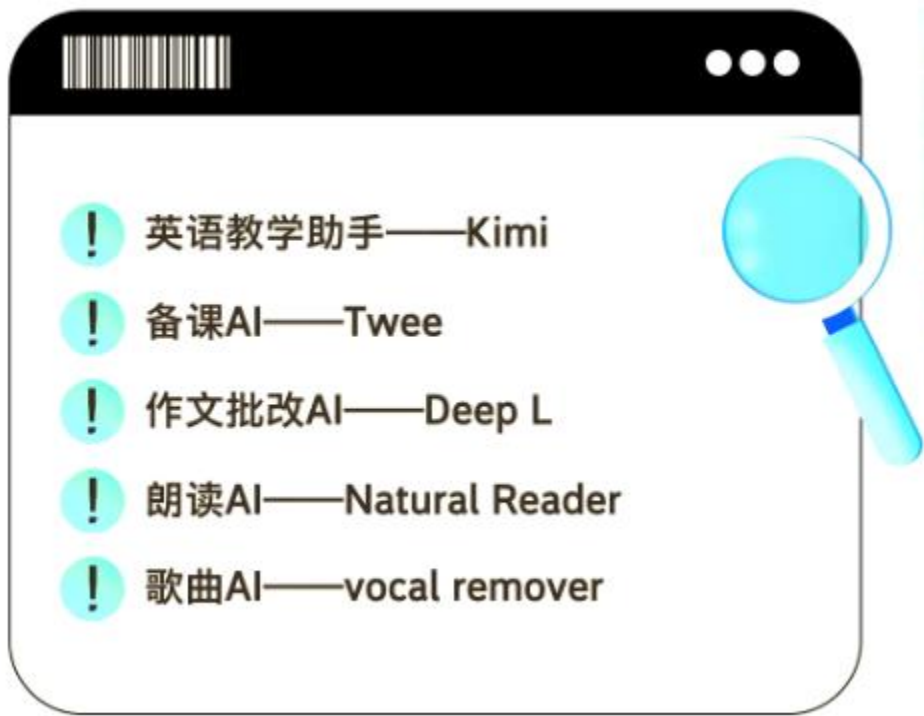 英语教学助手——Kimi
备课AI——Twee
作文批改AI——Deep L
朗读AI——Natural Reader
歌曲AI——vocal remover